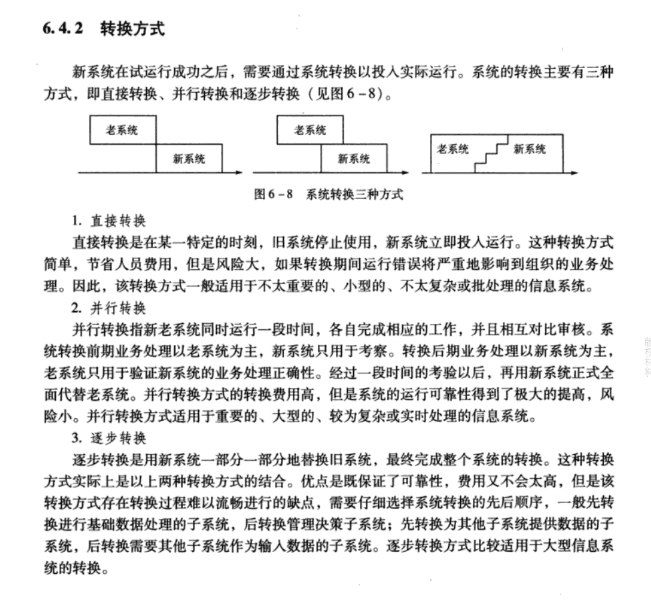 6.4.2 转换方式
新系统在试运行成功之后，需要通过系统转换以投入实际运行。系统的转换主要有三种
方式，即直接转换、并行转换和逐步转换（见图6-8）。
老系统
新系统
老系统
新系统
老系统
新系统
图6-8 系统转换三种方式
1. 直接转换
直接转换是在某一特定的时刻，旧系统停止使用，新系统立即投入运行。这种转换方式
简单，节省人员费用，但是风险大，如果转换期间运行错误将严重地影响到组织的业务处
理。因此，该转换方式一般适用于不太重要的、小型的、不太复杂或批处理的信息系统。
2. 并行转换
并行转换指新老系统同时运行一段时间，各自完成相应的工作，并且相互对比审核。系
统转换前期业务处理以老系统为主，新系统只用于考察。转换后期业务处理以新系统为主，
老系统只用于验证新系统的业务处理正确性。经过一段时间的考验以后，再用新系统正式全
面代替老系统。并行转换方式的转换费用高，但是系统的运行可靠性得到了极大的提高，风
险小。并行转换方式适用于重要的、大型的、较为复杂或实时处理的信息系统。
3. 逐步转换
逐步转换是用新系统一部分一部分地替换旧系统，最终完成整个系统的转换。这种转换
方式实际上是以上两种转换方式的结合。优点是既保证了可靠性，费用又不会太高，但是该
转换方式存在转换过程难以流畅进行的缺点，需要仔细选择系统转换的先后顺序，一般先转
换进行基础数据处理的子系统，后转换管理决策子系统；先转换为其他子系统提供数据的子
系统，后转换需要其他子系统作为输入数据的子系统。逐步转换方式比较适用于大型信息系
统的转换。